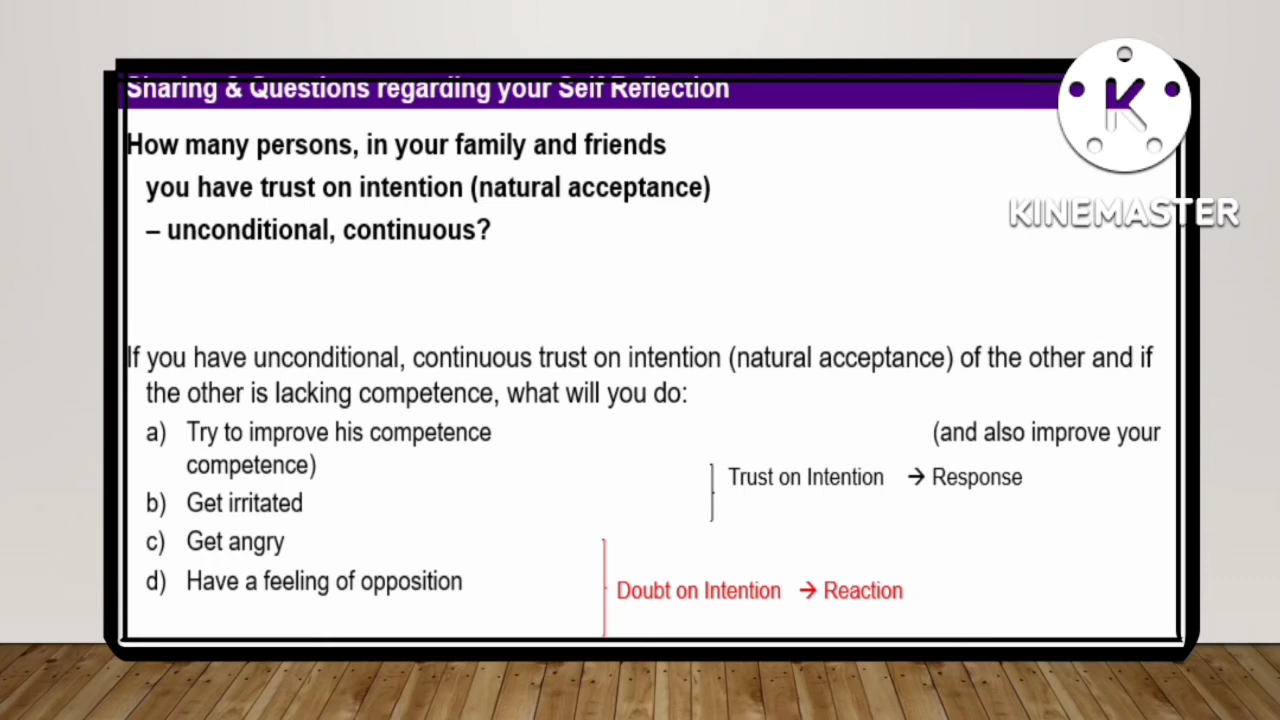 Sharing & Questions regarding your Self Reflection
How many persons, in your family and friends
you have trust on intention (natural acceptance)
– unconditional, continuous?
KINEMASTER
If you have unconditional, continuous trust on intention (natural acceptance) of the other and if
the other is lacking competence, what will you do:
a) Try to improve his competence (and also improve your
competence)
Trust on Intention → Response
b) Get irritated
c) Get angry
d) Have a feeling of opposition
Doubt on Intention → Reaction